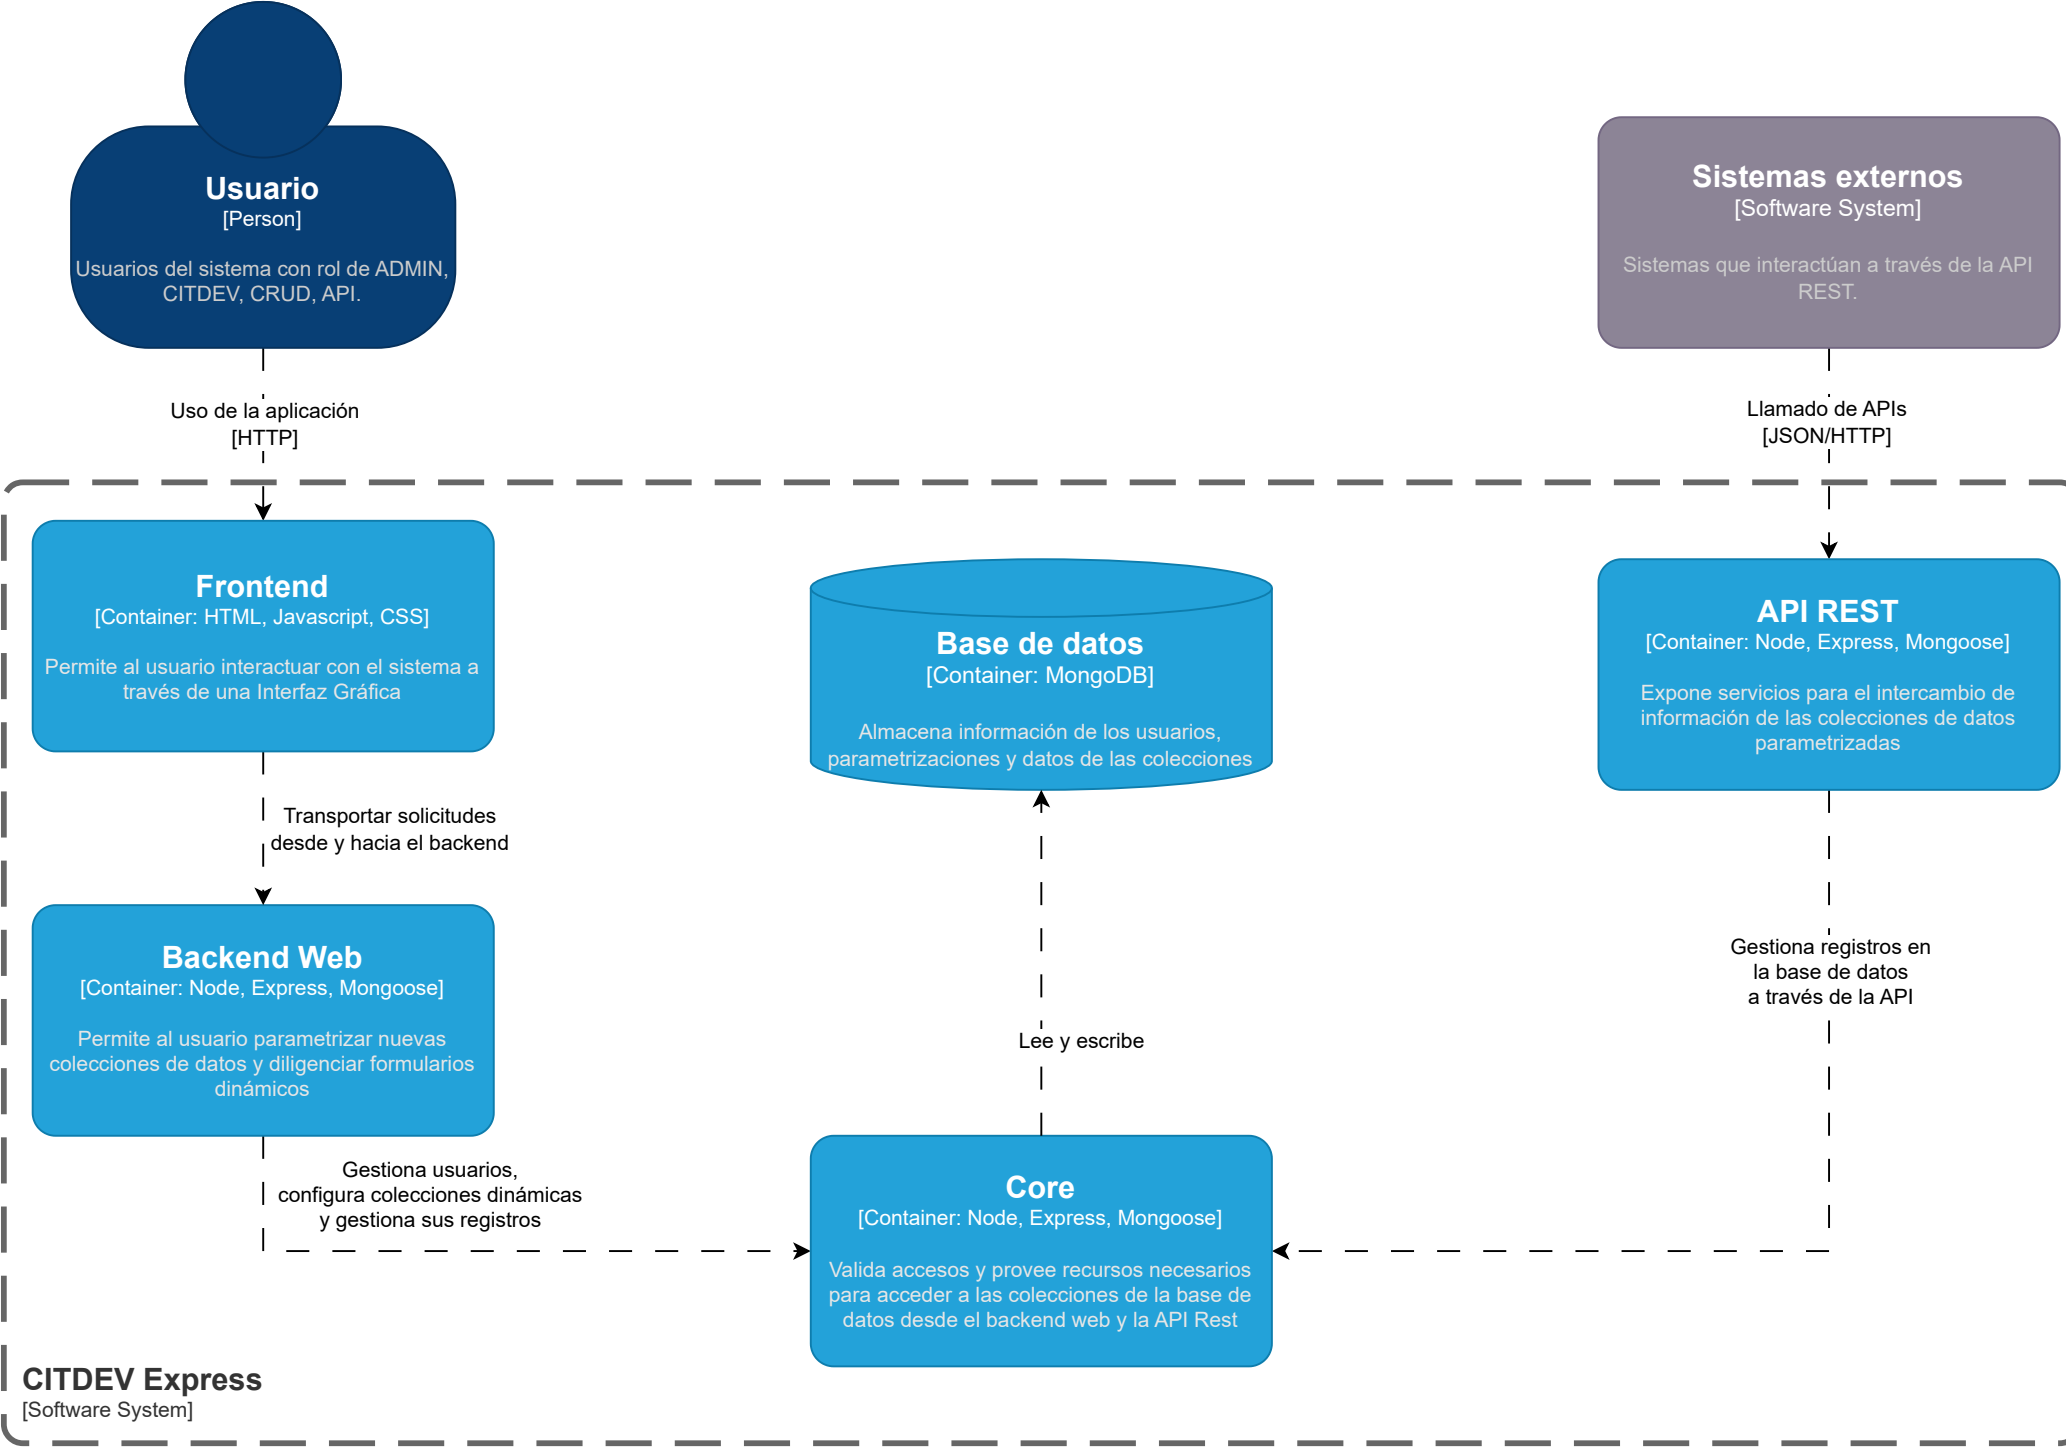 Usuario
[Person]
Usuarios del sistema con rol de ADMIN,
CITDEV, CRUD, API.
Sistemas externos
[Software System]
Sistemas que interactúan a través de la API
REST.
Uso de la aplicación
[HTTP]
Llamado de APIs
[JSON/HTTP]
Frontend
[Container: HTML, Javascript, CSS]
Permite al usuario interactuar con el sistema a
través de una Interfaz Gráfica
Base de datos
[Container: MongoDB]
Almacena información de los usuarios,
parametrizaciones y datos de las colecciones
API REST
[Container: Node, Express, Mongoose]
Expone servicios para el intercambio de
información de las colecciones de datos
parametrizadas
Transportar solicitudes
desde y hacia el backend
Backend Web
[Container: Node, Express, Mongoose]
Permite al usuario parametrizar nuevas
colecciones de datos y diligenciar formularios
dinámicos
Gestiona registros en
la base de datos
a través de la API
Lee y escribe
Gestiona usuarios,
configura colecciones dinámicas
y gestiona sus registros
Core
[Container: Node, Express, Mongoose]
Valida accesos y provee recursos necesarios
para acceder a las colecciones de la base de
datos desde el backend web y la API Rest
CITDEV Express
[Software System]